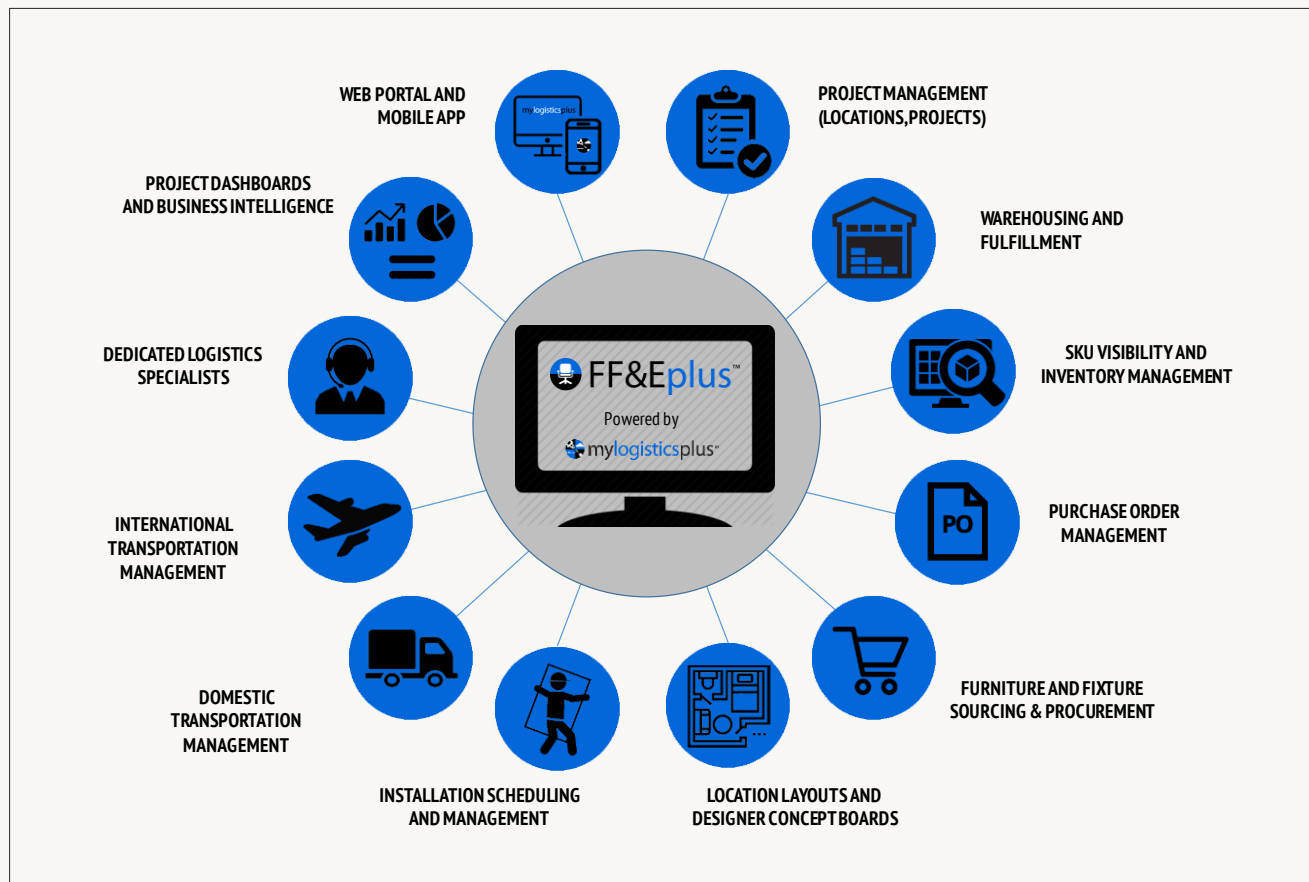 WEB PORTAL AND
MOBILE APP
mylogisticsplus
PROJECT MANAGEMENT
(LOCATIONS,PROJECTS)
PROJECT DASHBOARDS
AND BUSINESS INTELLIGENCE
WAREHOUSING AND
FULFILLMENT
DEDICATED LOGISTICS
SPECIALISTS
SKU VISIBILITY AND
INVENTORY MANAGEMENT
FF&Eplus™
Powered by
mylogisticsplus™
INTERNATIONAL
TRANSPORTATION
MANAGEMENT
PO
PURCHASE ORDER
MANAGEMENT
DOMESTIC
TRANSPORTATION
MANAGEMENT
FURNITURE AND FIXTURE
SOURCING & PROCUREMENT
INSTALLATION SCHEDULING
AND MANAGEMENT
LOCATION LAYOUTS AND
DESIGNER CONCEPT BOARDS